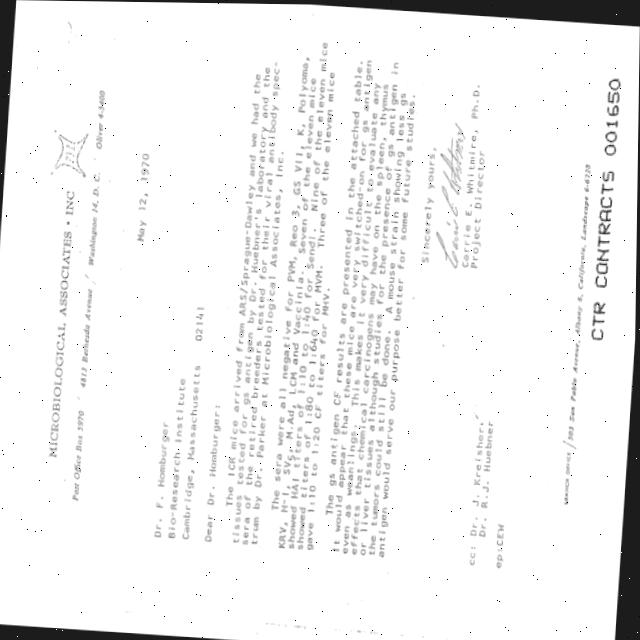 MICROBIOLOGICAL ASSOCIATES • INC
Post Office Box 5970 / 4813 Bethesda Avenue / Washington 14, D. C. Oliver 4-3400
May 12, 1970
Dr. F. Homburger
Bio-Research Institute
Cambridge, Massachusetts 02141
Dear Dr. Homburger:
The ICR mice arrived from ARS/Sprague-Dawley and we had the
tissues tested for gs antigen by Dr. Huebner's laboratory and the
sera of the retired breeders tested for their viral antibody spec-
trum by Dr. Parker at Microbiological Associates, Inc.
The sera were all negative for PVM, Reo 3, GS VII, K, Polyoma,
KRV, H-1, SV5, M.Ad, LCM and Vaccinia. Seven of the eleven mice
showed HAI titers of 1:10 to 1:40 for Sendi. Nine of the eleven mice
showed titers of 1:80 to 1:640 for MVM. Three of the eleven mice
gave 1:10 to 1:20 CF titers for MHV.
The gs antigen CF results are presented in the attached table.
It would appear that these mice are very switched-on for gs antigen
even as weanlings. This makes it very difficult to evaluate any
effects that chemical carcinogens may have on the spleen, thymus
or liver tissues although studies for the presence of gs antigen in
the tumors could still be done. A mouse strain showing less gs
antigen would serve our purpose better for some future studies.
Sincerely yours,
Carrie E. Whitmire, Ph.D.
Project Director
cc: Dr. J. Kreisher
Dr. R.J. Huebner
ep:CEW
BRANCH OFFICE / 503 San Pablo Avenue, Albany 6, California, Landscape
CTR CONTRACTS 001650